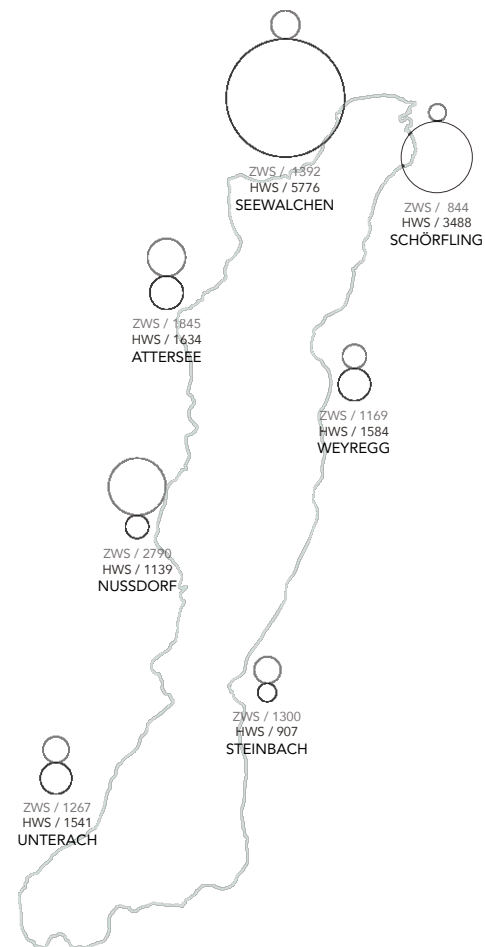 ZWS / 1392
HWS / 5776
SEEWALCHEN
ZWS / 844
HWS / 3488
SCHÖRFLING
ZWS / 1845
HWS / 1634
ATTERSEE
ZWS / 1169
HWS / 1584
WEYREGG
ZWS / 2790
HWS / 1139
NUSSDORF
ZWS / 1300
HWS / 907
STEINBACH
ZWS / 1267
HWS / 1541
UNTERACH